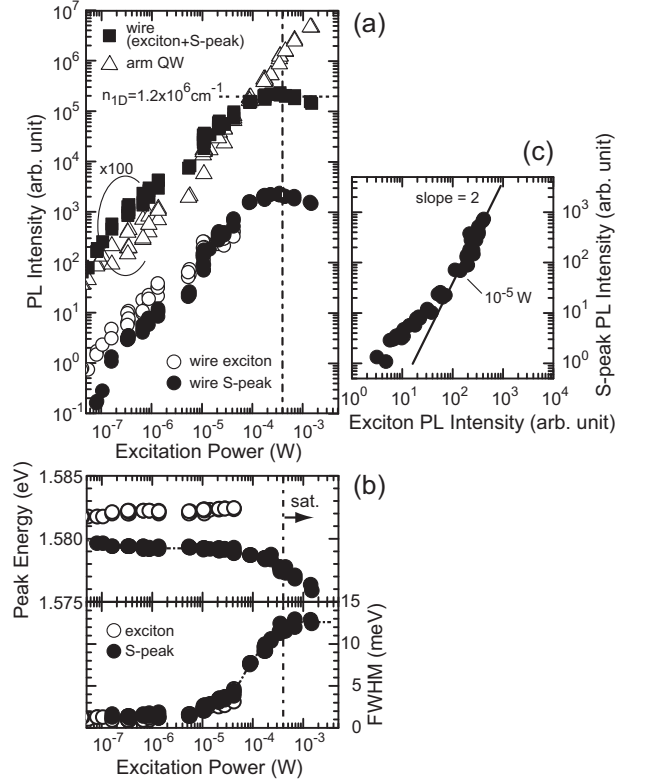 (a)
wire
(exciton+S-peak)
arm QW
n1D=1.2x10^6cm^-1
x100
wire exciton
wire S-peak
10^7
10^6
10^5
10^4
10^3
10^2
10^1
10^0
10^-1
PL Intensity (arb. unit)
10^-7
10^-6
10^-5
10^-4
10^-3
Excitation Power (W)
(c)
slope = 2
10^-5 W
10^3
10^2
10^1
10^0
S-peak PL Intensity (arb. unit)
10^0
10^1
10^2
10^3
10^4
Exciton PL Intensity (arb. unit)
(b)
1.585
1.580
1.575
Peak Energy (eV)
sat.
exciton
S-peak
15
10
5
0
FWHM (meV)
10^-7
10^-6
10^-5
10^-4
10^-3
Excitation Power (W)